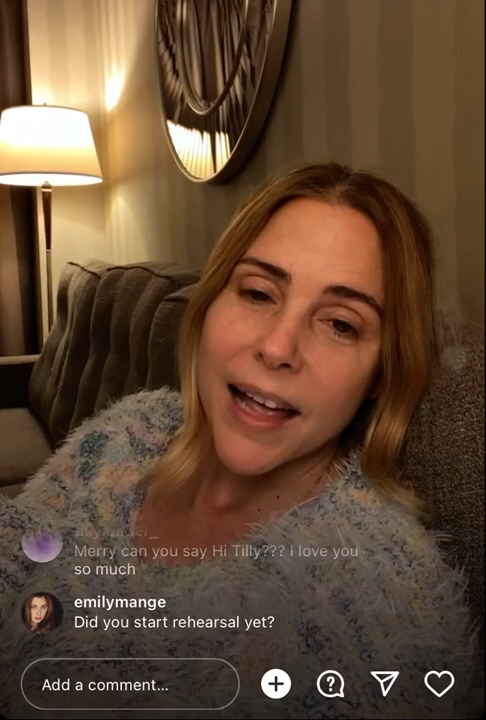 Merry can you say Hi Tilly??? I love you
so much
emilymange
Did you start rehearsal yet?
Add a comment...